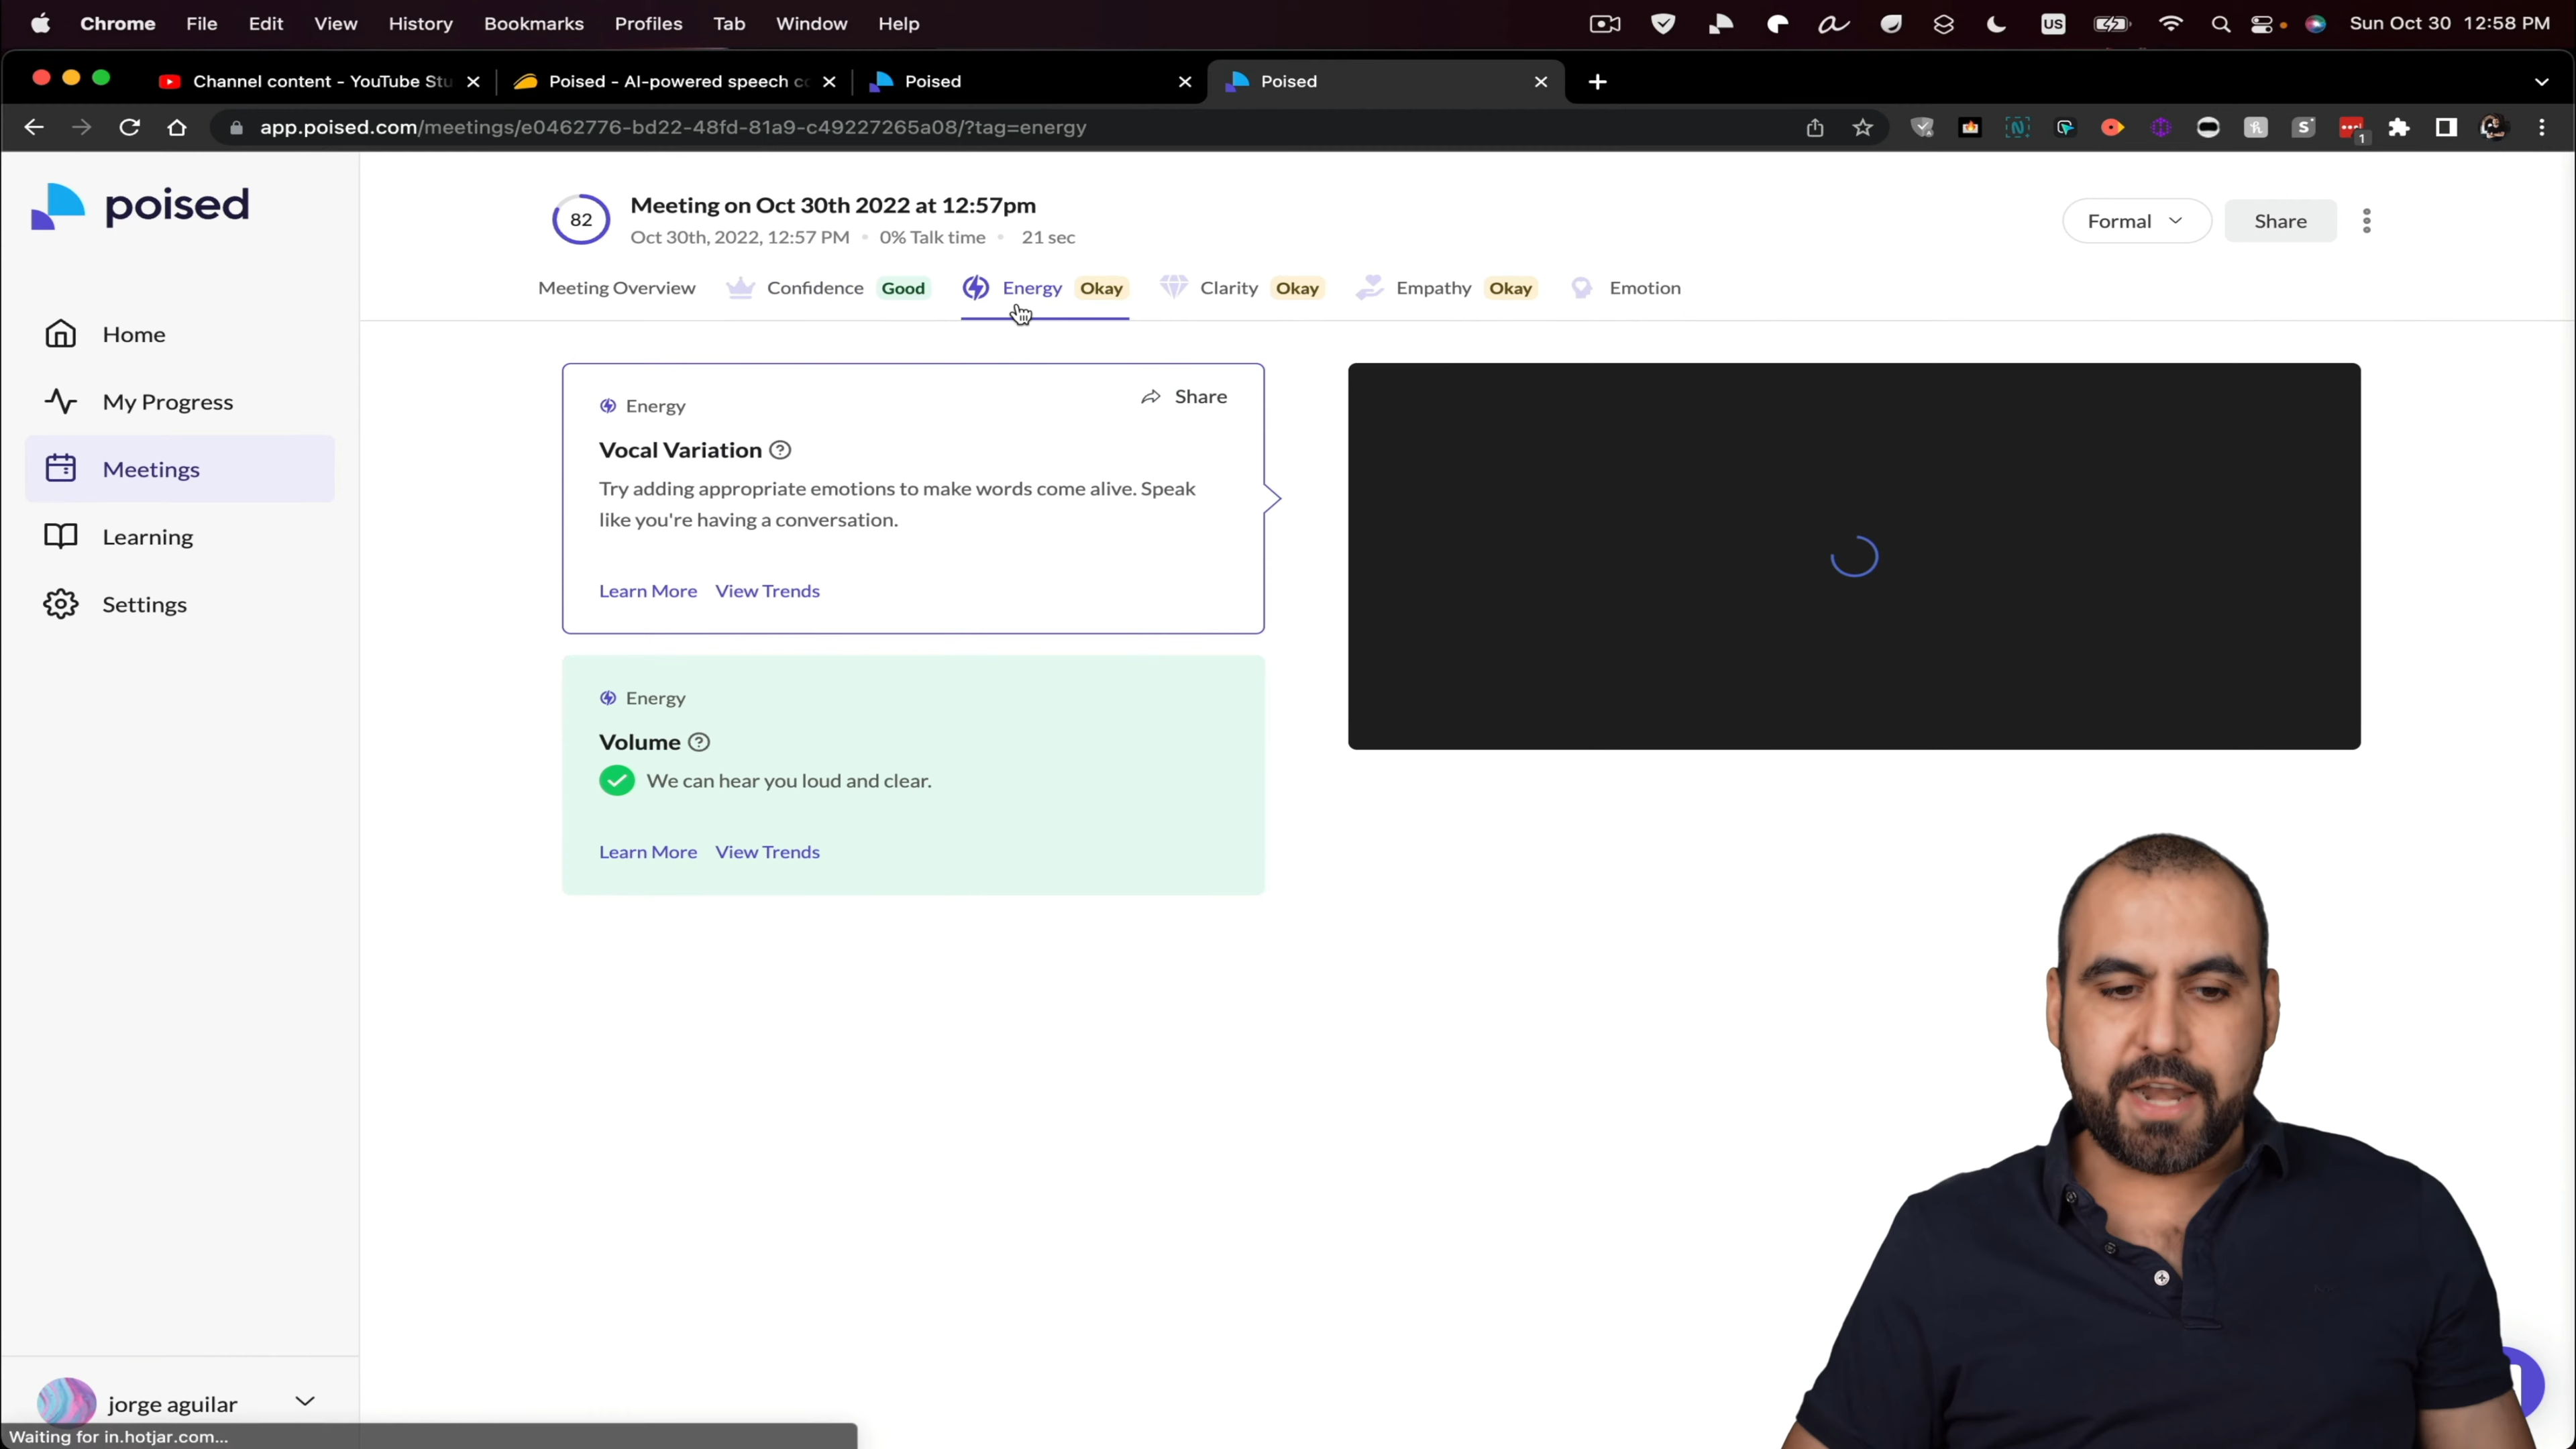 Chrome File Edit View History Bookmarks Profiles Tab Window Help US Sun Oct 30 12:58 PM
Channel content - YouTube Stu Poised - AI-powered speech co Poised Poised
app.poised.com/meetings/e0462776-bd22-48fd-81a9-c49227265a08/?tag=energy
poised
Home
My Progress
Meetings
Learning
Settings
jorge aguilar
Waiting for in.hotjar.com...
82
Meeting on Oct 30th 2022 at 12:57pm
Oct 30th, 2022, 12:57 PM • 0% Talk time • 21 sec
Formal Share
Meeting Overview Confidence Good Energy Okay Clarity Okay Empathy Okay Emotion
Energy Share
Vocal Variation
Try adding appropriate emotions to make words come alive. Speak
like you're having a conversation.
Learn More View Trends
Energy
Volume
We can hear you loud and clear.
Learn More View Trends